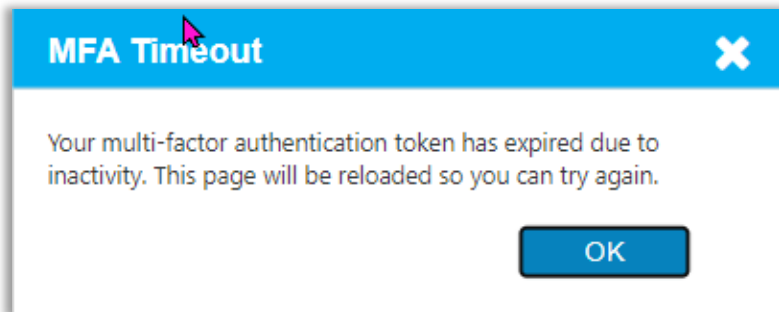 MFA Timeout
Your multi-factor authentication token has expired due to
inactivity. This page will be reloaded so you can try again.
OK